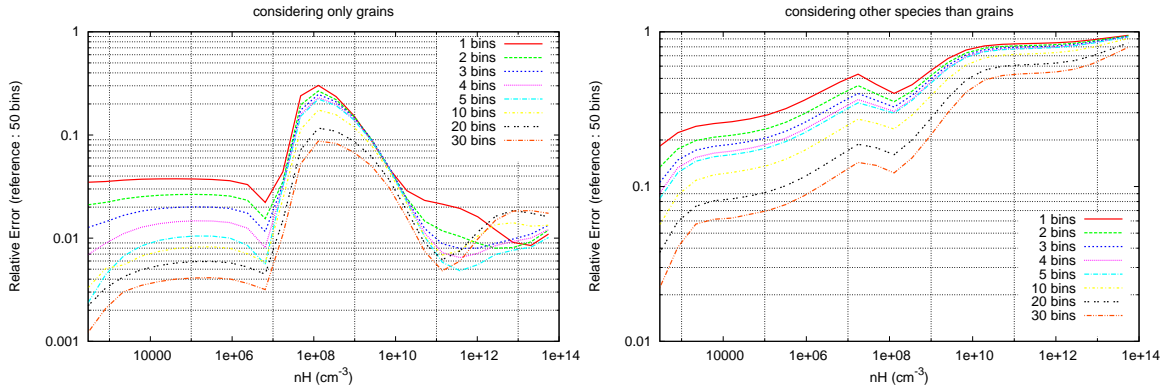 considering only grains
1
0.1
0.01
0.001
Relative Error (reference : 50 bins)
1 bins
2 bins
3 bins
4 bins
5 bins
10 bins
20 bins
30 bins
10000 1e+06 1e+08 1e+10 1e+12 1e+14
nH (cm-3)
considering other species than grains
1
0.1
0.01
Relative Error (reference : 50 bins)
1 bins
2 bins
3 bins
4 bins
5 bins
10 bins
20 bins
30 bins
10000 1e+06 1e+08 1e+10 1e+12 1e+14
nH (cm-3)